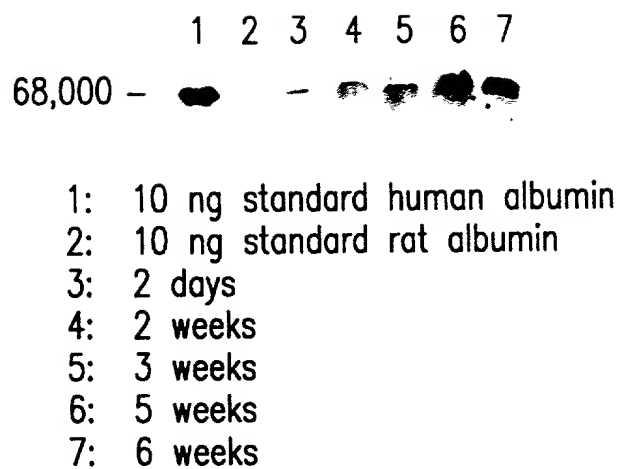 1 2 3 4 5 6 7
68,000 –
1: 10 ng standard human albumin
2: 10 ng standard rat albumin
3: 2 days
4: 2 weeks
5: 3 weeks
6: 5 weeks
7: 6 weeks